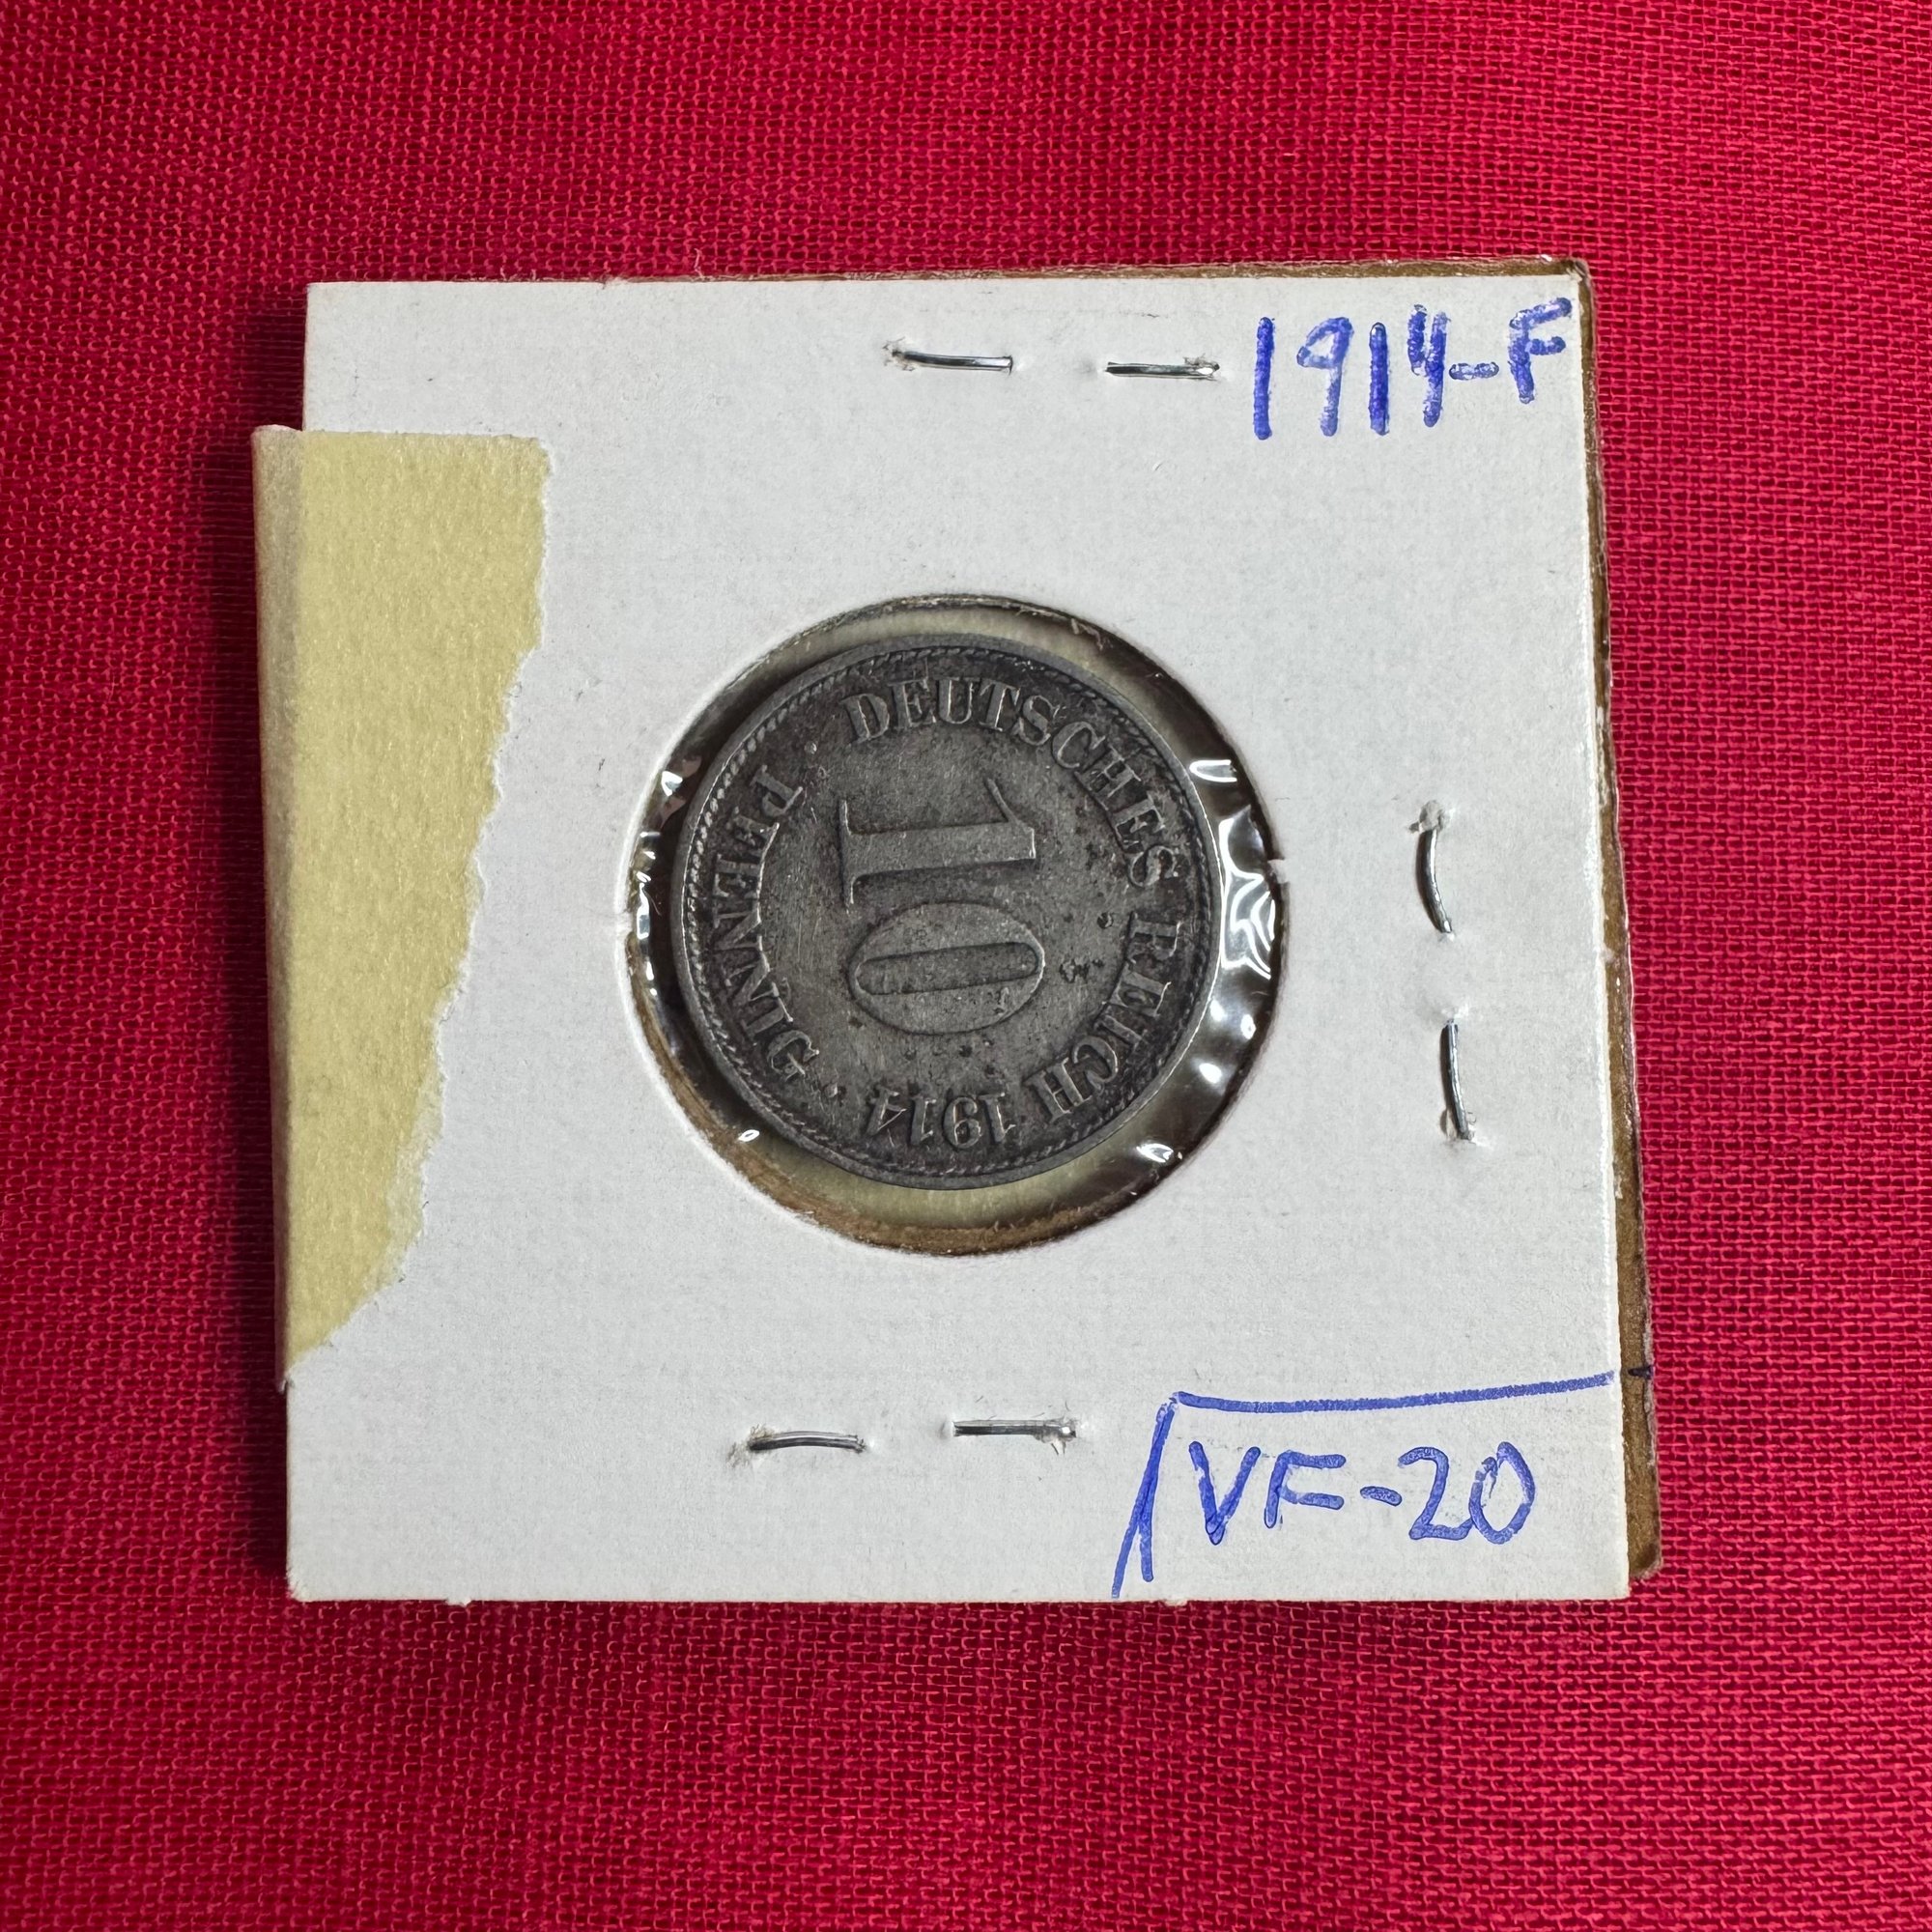 1914-F
DEUTSCHES REICH 1914
· PFENNIG ·
10
VF-20